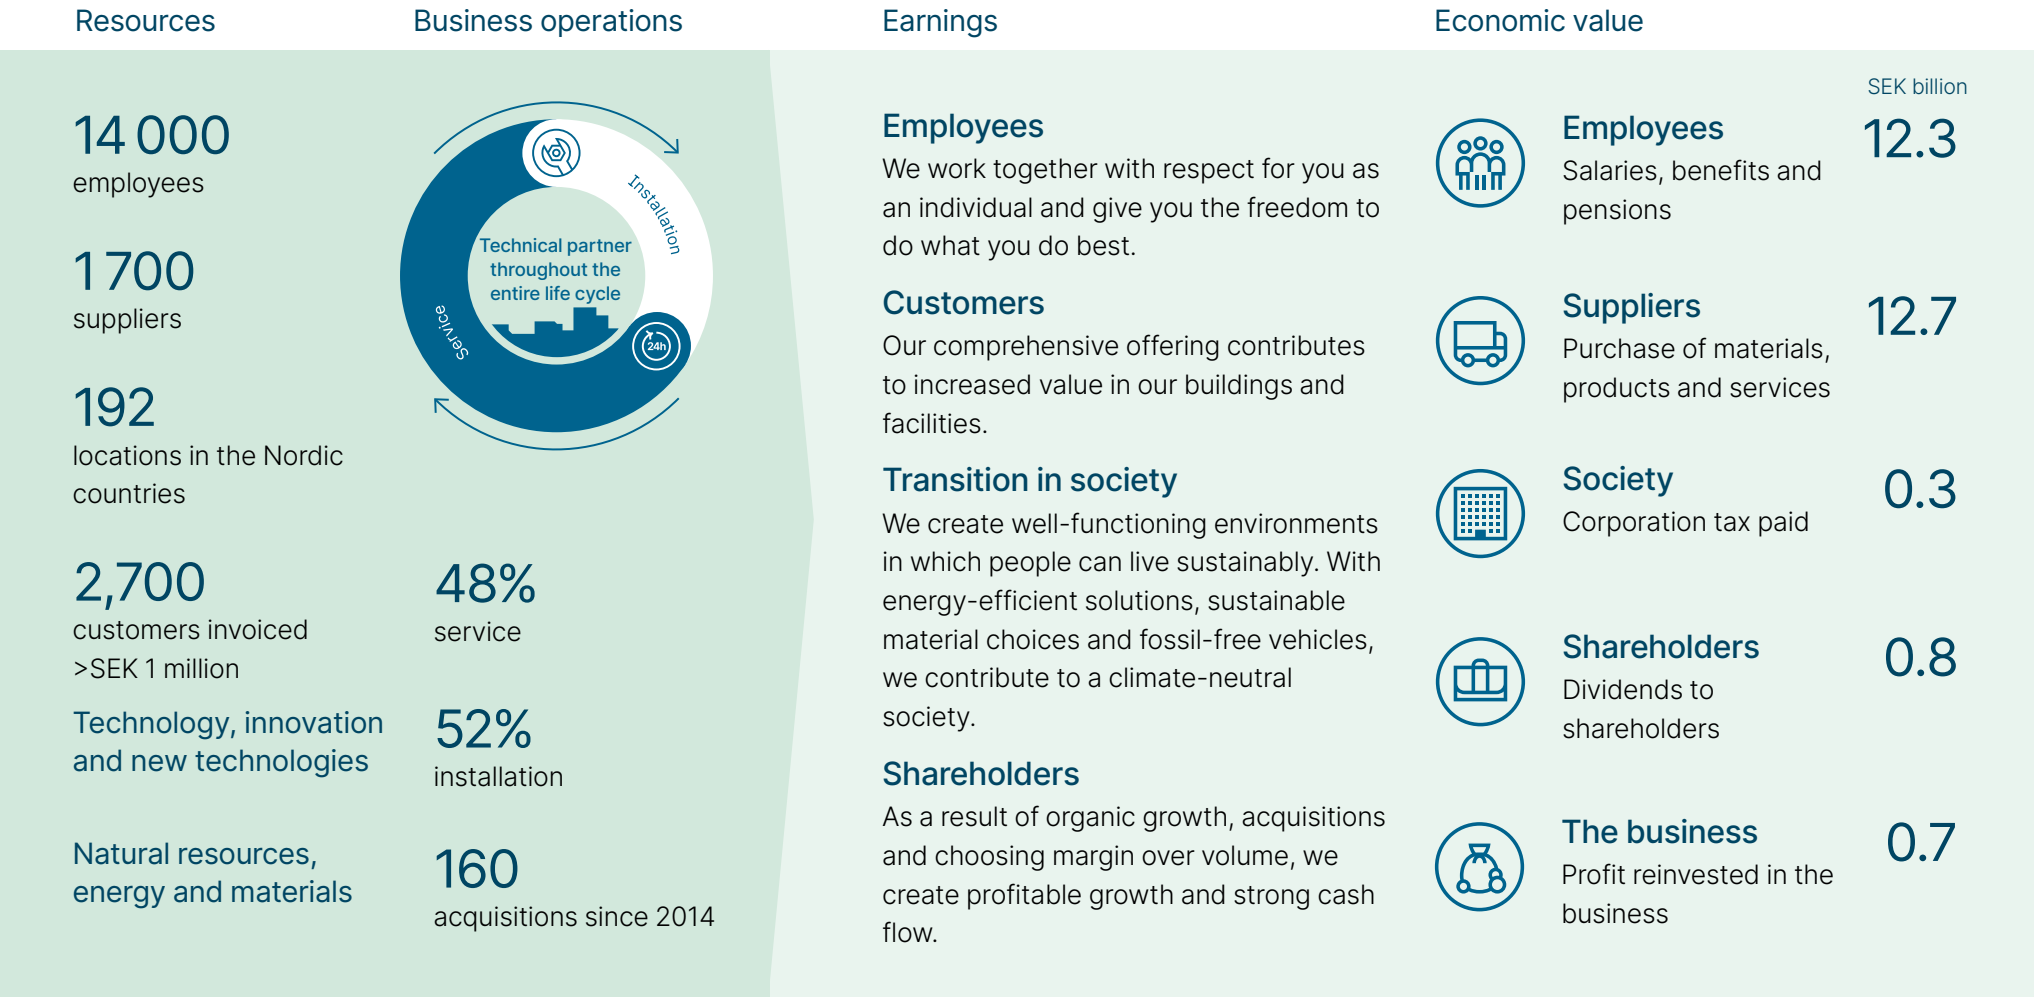 Resources
Business operations
Earnings
Economic value
14 000
employees
1 700
suppliers
192
locations in the Nordic
countries
2,700
customers invoiced
>SEK 1 million
Technology, innovation
and new technologies
Natural resources,
energy and materials
Installation
Technical partner
throughout the
entire life cycle
Service
24h
48%
service
52%
installation
160
acquisitions since 2014
Employees
We work together with respect for you as
an individual and give you the freedom to
do what you do best.
Customers
Our comprehensive offering contributes
to increased value in our buildings and
facilities.
Transition in society
We create well-functioning environments
in which people can live sustainably. With
energy-efficient solutions, sustainable
material choices and fossil-free vehicles,
we contribute to a climate-neutral
society.
Shareholders
As a result of organic growth, acquisitions
and choosing margin over volume, we
create profitable growth and strong cash
flow.
SEK billion
Employees
12.3
Salaries, benefits and
pensions
Suppliers
12.7
Purchase of materials,
products and services
Society
0.3
Corporation tax paid
Shareholders
0.8
Dividends to
shareholders
The business
0.7
Profit reinvested in the
business